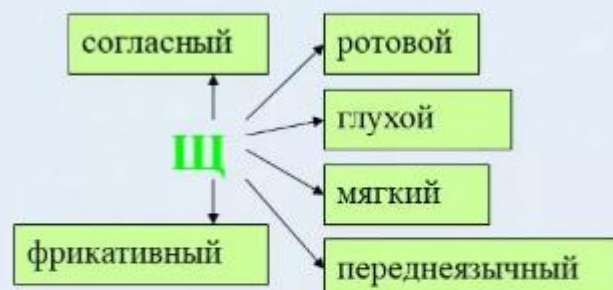 согласный
ротовой
глухой
Щ
мягкий
фрикативный
переднеязычный